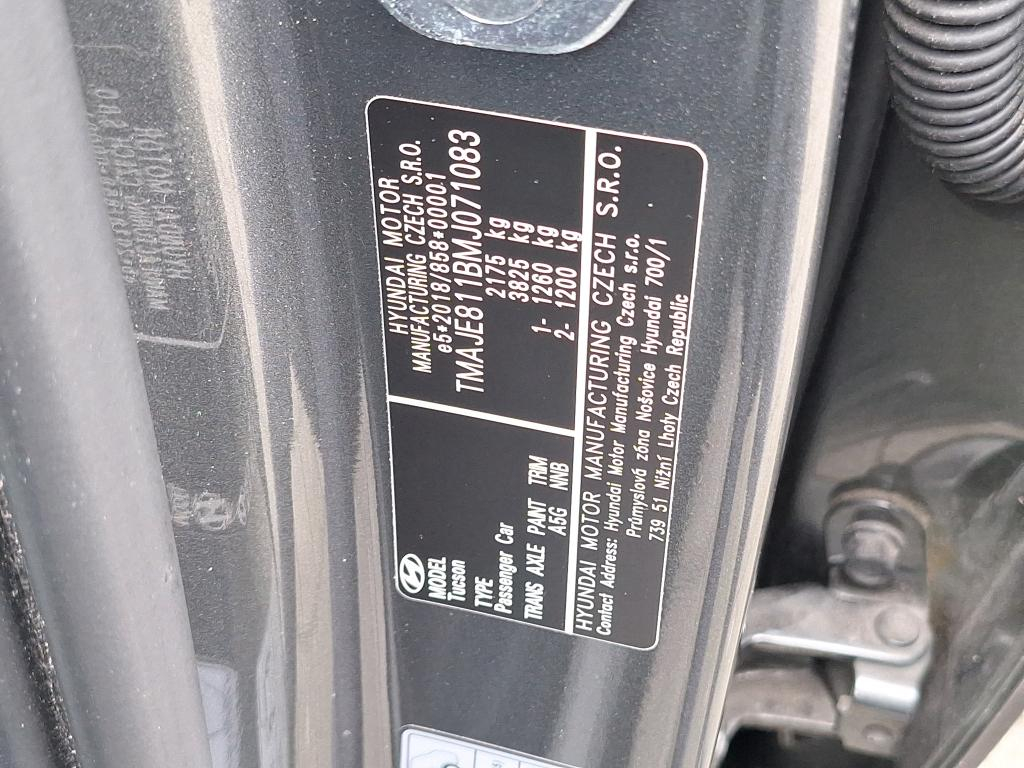 MODEL
Tucson
TYPE
Passenger Car
TRANS AXLE PAINT TRIM
A5G NNB
HYUNDAI MOTOR
MANUFACTURING CZECH S.R.O.
e5*2018/858*00001
TMAJE811BMJ071083
2175 kg
3825 kg
1- 1260 kg
2- 1200 kg
HYUNDAI MOTOR MANUFACTURING CZECH S.R.O.
Contact Address: Hyundai Motor Manufacturing Czech s.r.o.
Průmyslová zóna Nošovice Hyundai 700/1
739 51 Nižní Lhoty Czech Republic